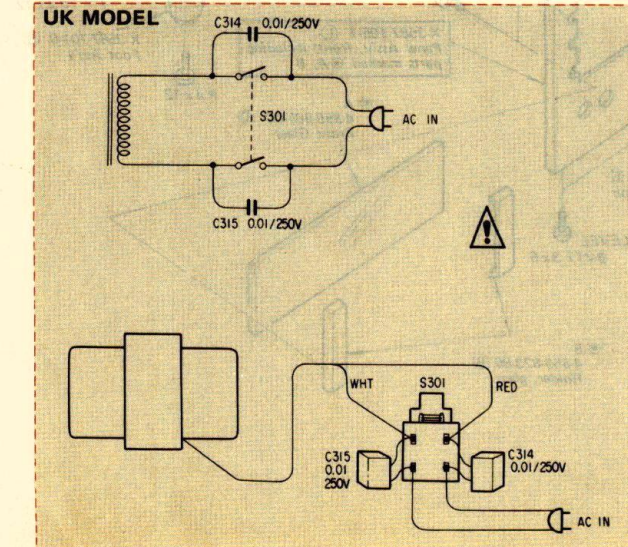 UK MODEL
C314 0.01/250V
S301
AC IN
C315 0.01/250V
WHT
S301
RED
C315
0.01
250V
C314
0.01/250V
AC IN